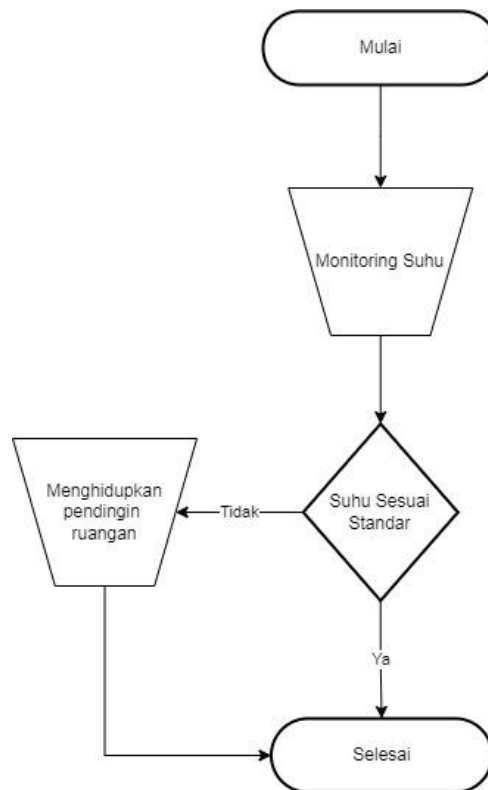 Mulai
Monitoring Suhu
Suhu Sesuai
Standar
Tidak
Menghidupkan
pendingin
ruangan
Ya
Selesai